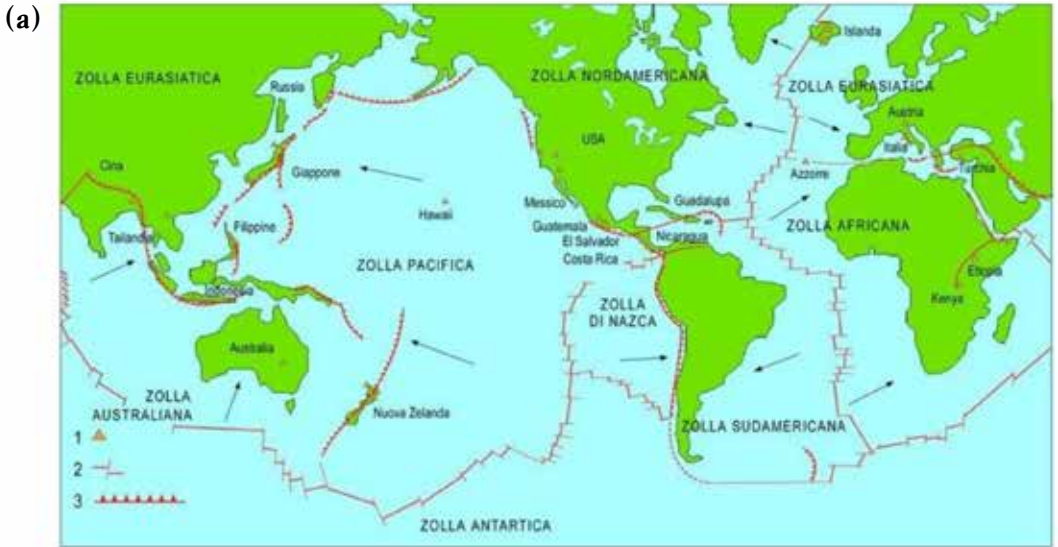 (a)
Islanda
ZOLLA EURASIATICA
ZOLLA NORDAMERICANA
ZOLLA EURASIATICA
Russia
Austria
USA
Italia
Cina
Giappone
Azzorre
Turchia
Messico
Guadalupa
Hawaii
Guatemala
Filippine
ZOLLA AFRICANA
Tailandia
El Salvador
Nicaragua
Costa Rica
ZOLLA PACIFICA
Etiopia
Indonesia
Kenya
ZOLLA
DI NAZCA
Australia
ZOLLA
AUSTRALIANA
Nuova Zelanda
ZOLLA SUDAMERICANA
1
2
3
ZOLLA ANTARTICA